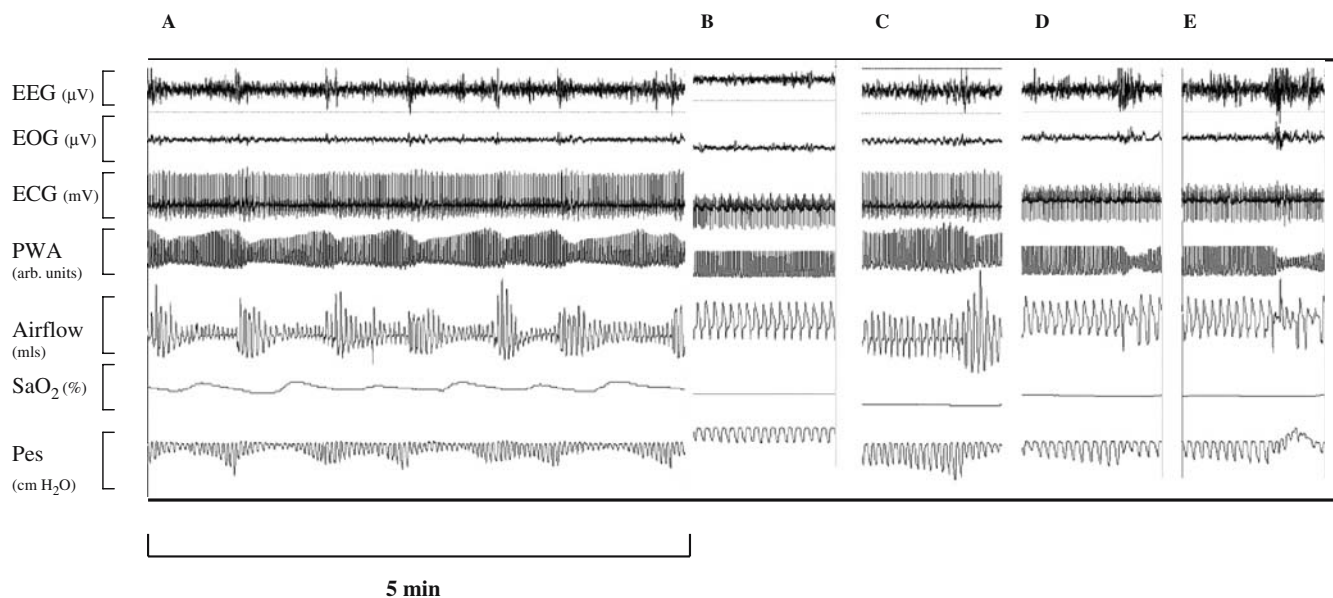 A B C D E
EEG (µV)
EOG (µV)
ECG (mV)
PWA
(arb. units)
Airflow
(mls)
SaO₂ (%)
Pes
(cm H₂O)
5 min